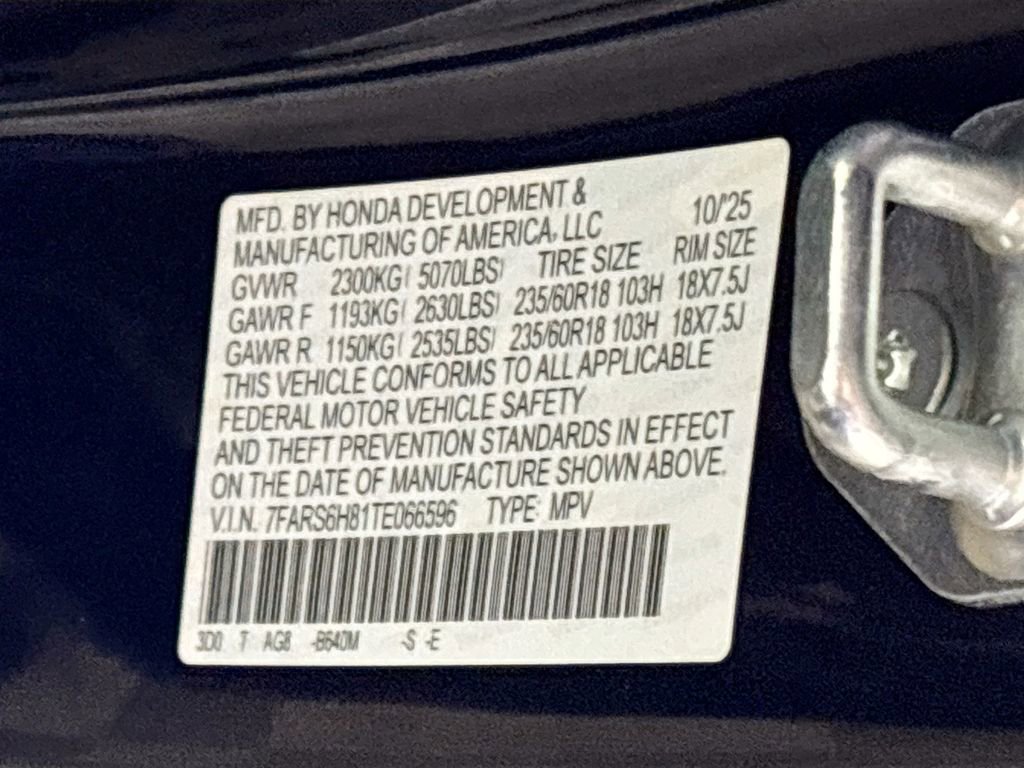 MFD. BY HONDA DEVELOPMENT &
MANUFACTURING OF AMERICA, LLC 10/'25
GVWR 2300KG( 5070LBS) TIRE SIZE RIM SIZE
GAWR F 1193KG( 2630LBS) 235/60R18 103H 18X7.5J
GAWR R 1150KG( 2535LBS) 235/60R18 103H 18X7.5J
THIS VEHICLE CONFORMS TO ALL APPLICABLE
FEDERAL MOTOR VEHICLE SAFETY
AND THEFT PREVENTION STANDARDS IN EFFECT
ON THE DATE OF MANUFACTURE SHOWN ABOVE.
V.I.N. 7FARS6H81TE066596 TYPE: MPV
3D0 T AG8 -B640M -S -E